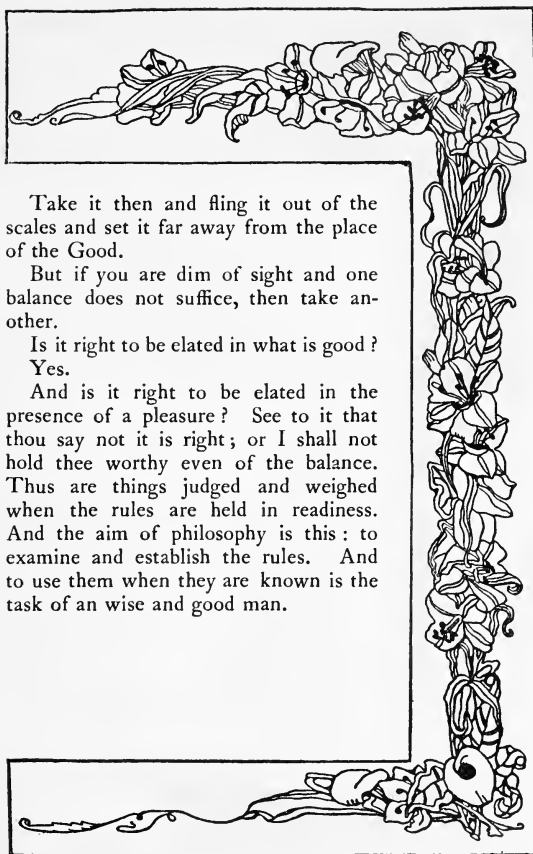 Take it then and fling it out of the
scales and set it far away from the place
of the Good.
But if you are dim of sight and one
balance does not suffice, then take an-
other.
Is it right to be elated in what is good ?
Yes.
And is it right to be elated in the
presence of a pleasure ? See to it that
thou say not it is right ; or I shall not
hold thee worthy even of the balance.
Thus are things judged and weighed
when the rules are held in readiness.
And the aim of philosophy is this : to
examine and establish the rules. And
to use them when they are known is the
task of an wise and good man.